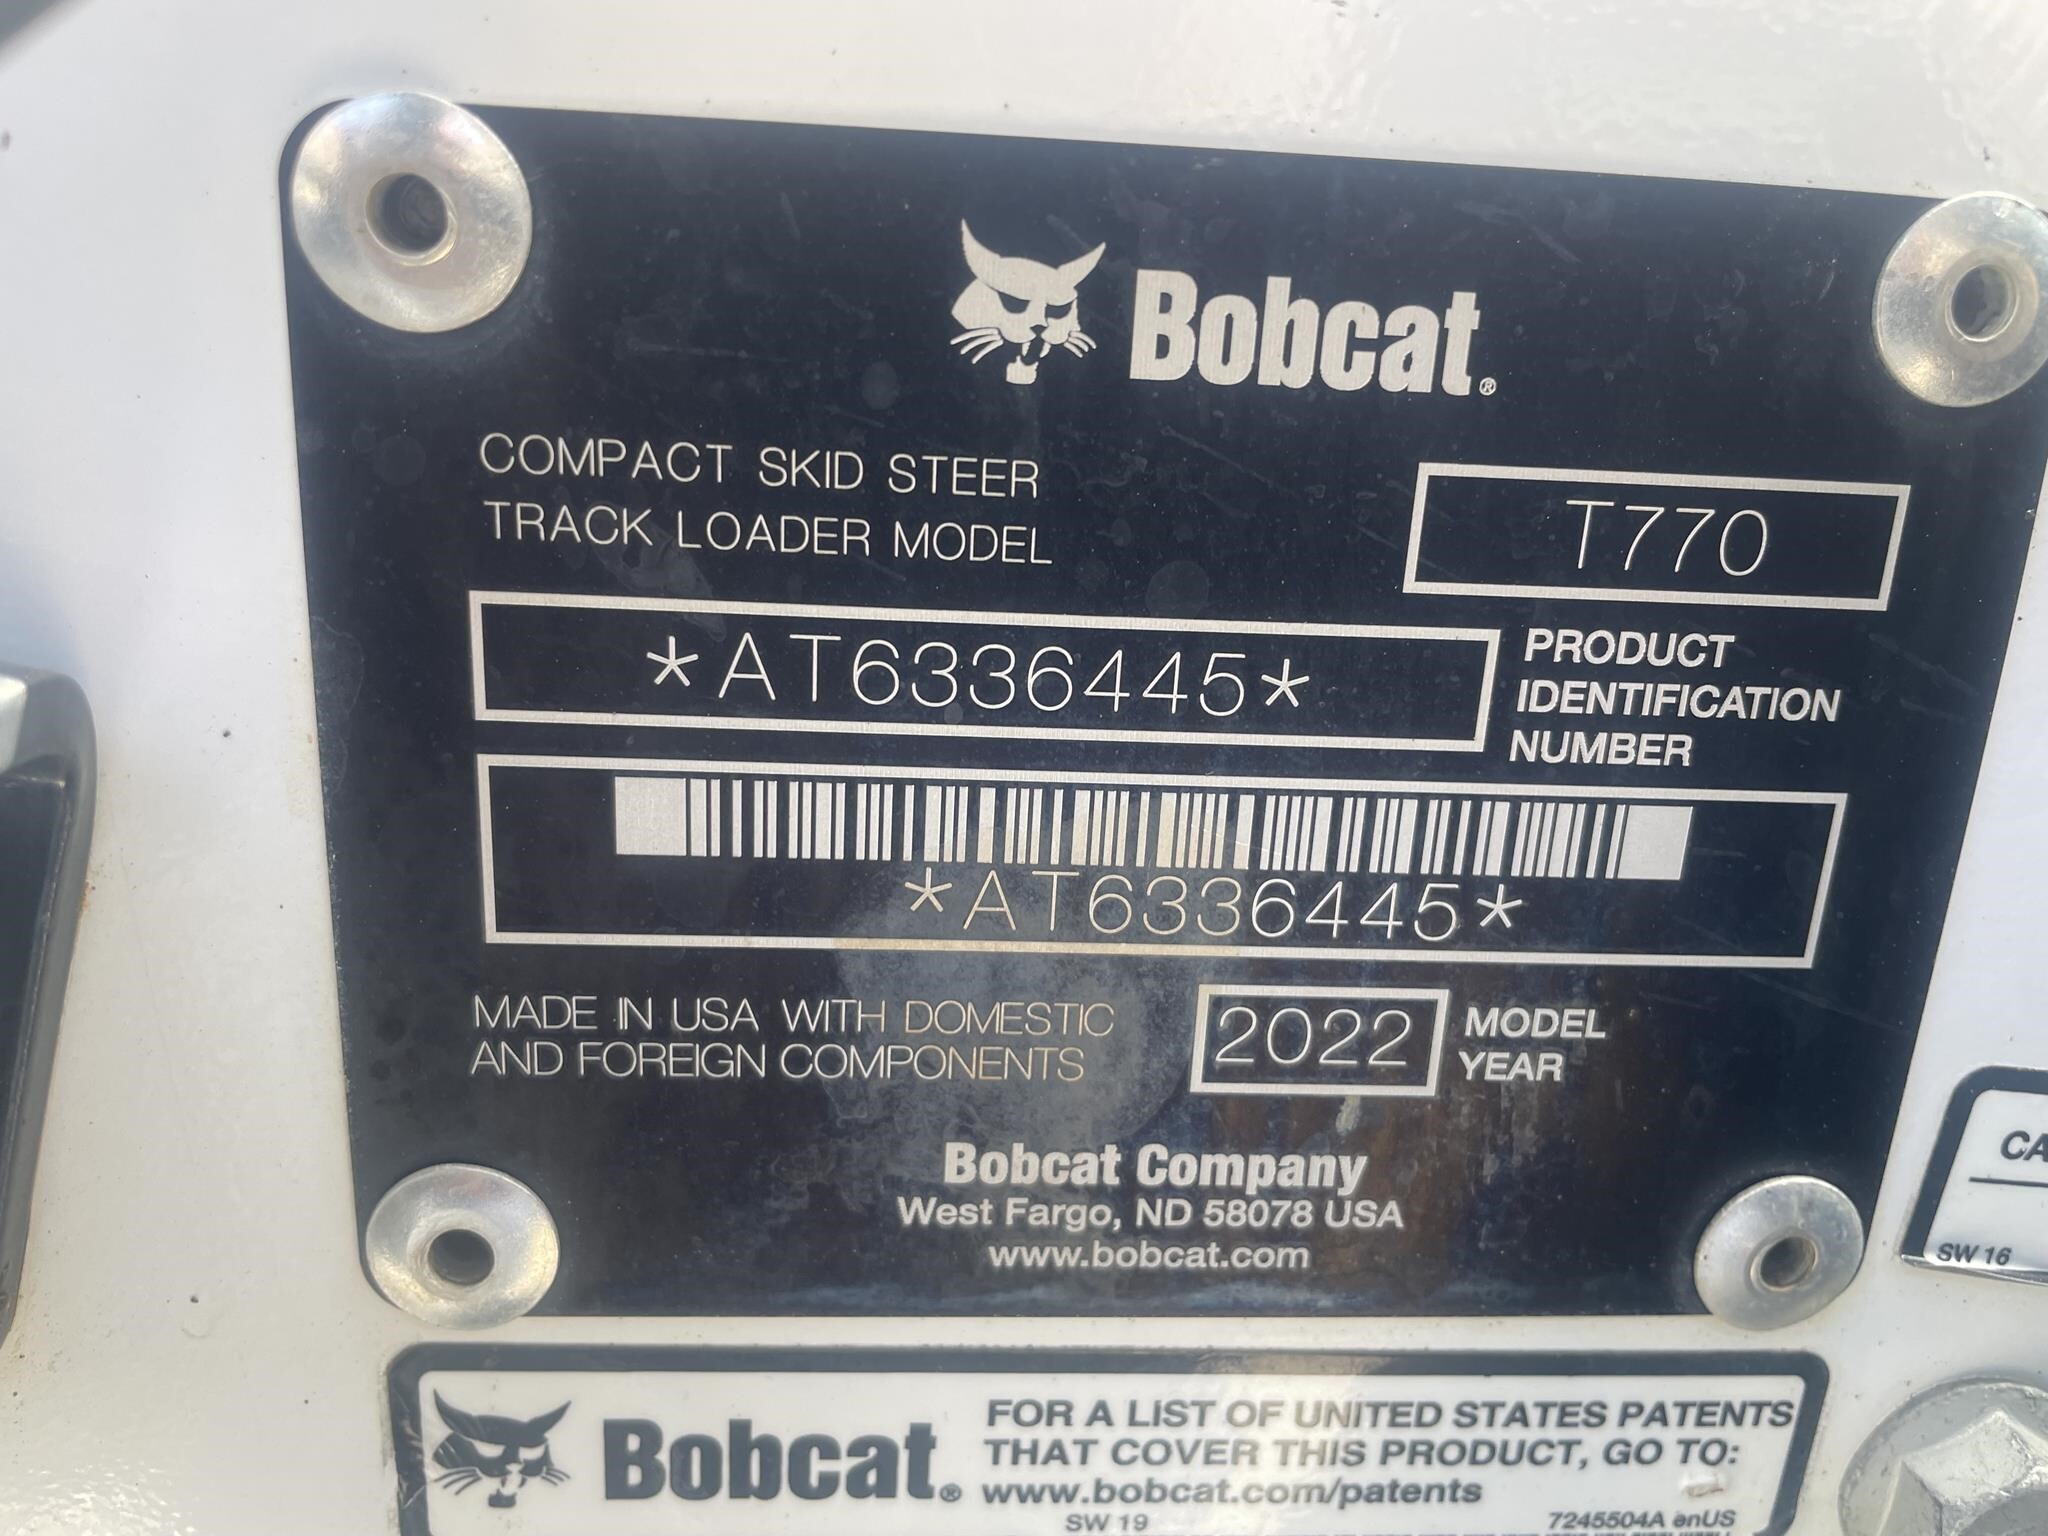 Bobcat®
COMPACT SKID STEER
TRACK LOADER MODEL
T770
*AT6336445*
PRODUCT
IDENTIFICATION
NUMBER
*AT6336445*
MADE IN USA WITH DOMESTIC
AND FOREIGN COMPONENTS
2022
MODEL
YEAR
Bobcat Company
West Fargo, ND 58078 USA
www.bobcat.com
CA
SW 16
Bobcat®
FOR A LIST OF UNITED STATES PATENTS
THAT COVER THIS PRODUCT, GO TO:
www.bobcat.com/patents
SW 19
7245504A enUS